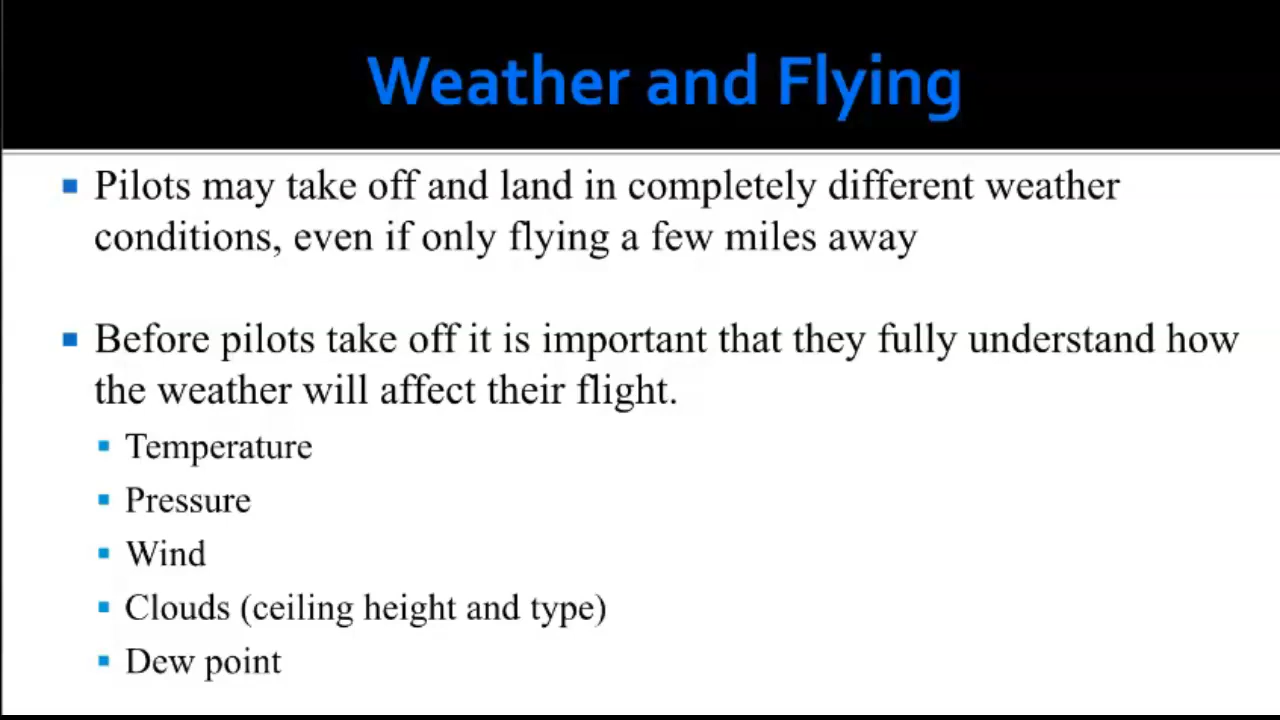 Weather and Flying
Pilots may take off and land in completely different weather
conditions, even if only flying a few miles away
Before pilots take off it is important that they fully understand how
the weather will affect their flight.
Temperature
Pressure
Wind
Clouds (ceiling height and type)
Dew point